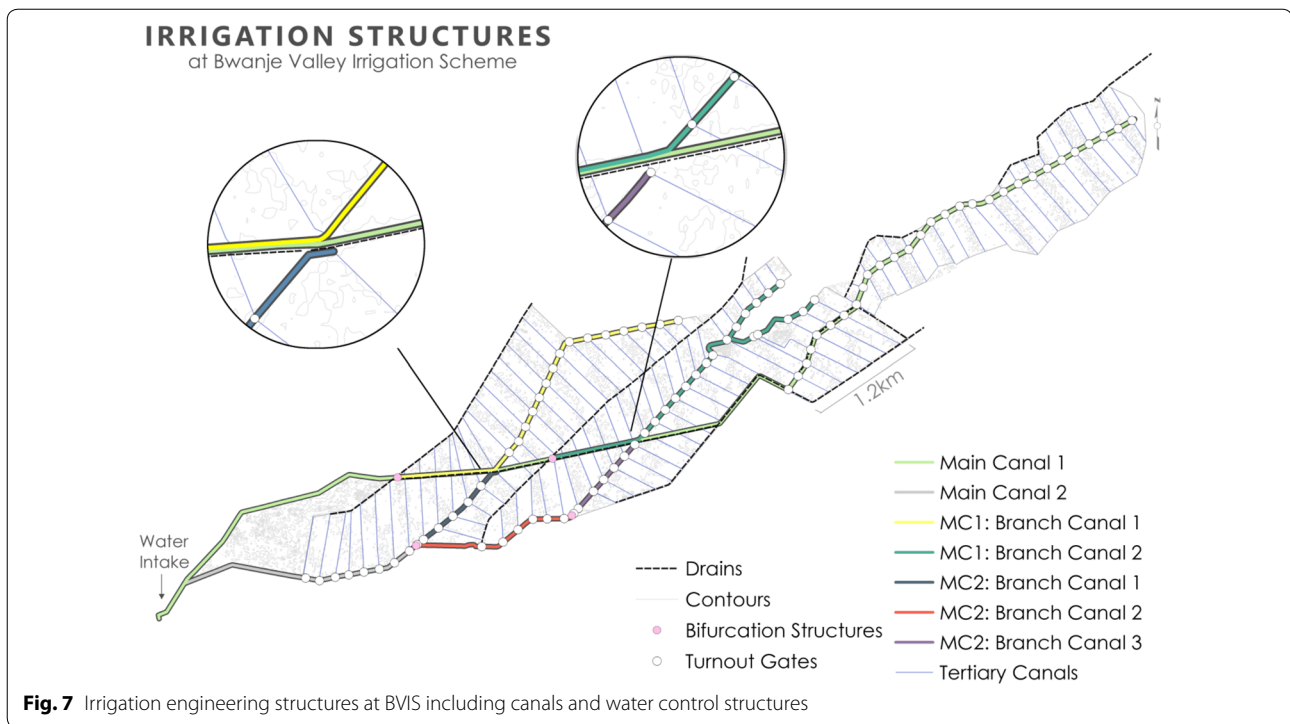 IRRIGATION STRUCTURES
at Bwanje Valley Irrigation Scheme
N
1.2km
Water
Intake
Drains
Contours
Bifurcation Structures
Turnout Gates
Main Canal 1
Main Canal 2
MC1: Branch Canal 1
MC1: Branch Canal 2
MC2: Branch Canal 1
MC2: Branch Canal 2
MC2: Branch Canal 3
Tertiary Canals
Fig. 7 Irrigation engineering structures at BVIS including canals and water control structures